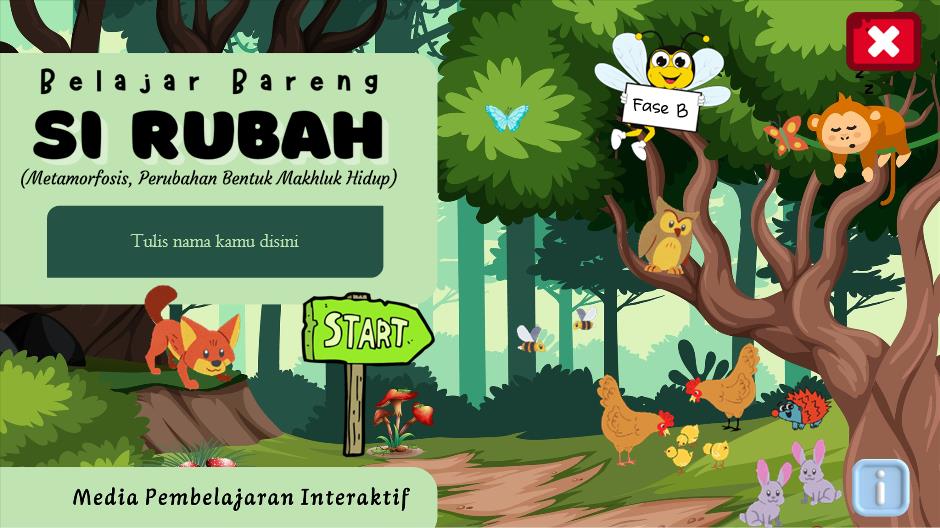 Belajar Bareng
SI RUBAH
(Metamorfosis, Perubahan Bentuk Makhluk Hidup)
Tulis nama kamu disini
START
Fase B
z
z
i
Media Pembelajaran Interaktif